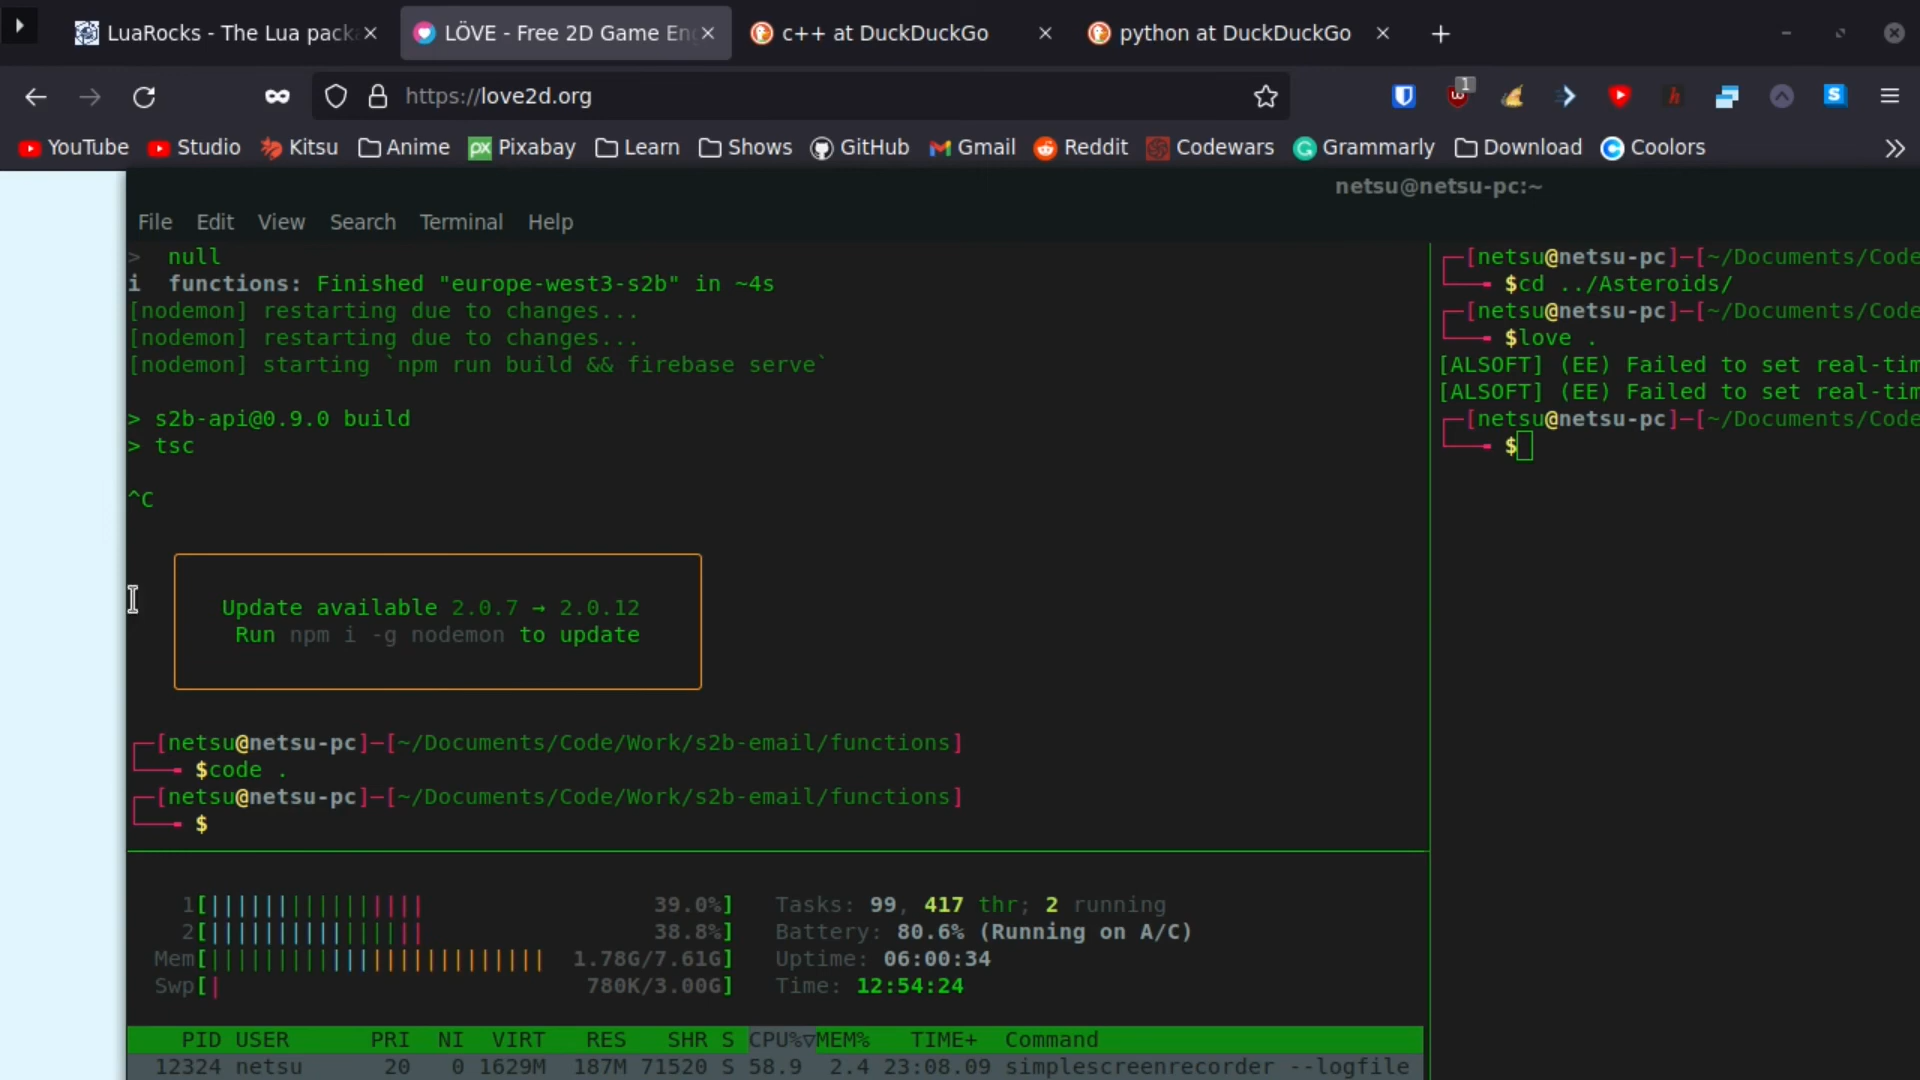 LuaRocks - The Lua pack
LÖVE - Free 2D Game Eng
c++ at DuckDuckGo
python at DuckDuckGo
https://love2d.org
1
YouTube
Studio
Kitsu
Anime
px Pixabay
Learn
Shows
GitHub
Gmail
Reddit
Codewars
Grammarly
Download
Coolors
netsu@netsu-pc:~
File Edit View Search Terminal Help
> null
i functions: Finished "europe-west3-s2b" in ~4s
[nodemon] restarting due to changes...
[nodemon] restarting due to changes...
[nodemon] starting `npm run build && firebase serve`
> s2b-api@0.9.0 build
> tsc
^C
Update available 2.0.7 → 2.0.12
Run npm i -g nodemon to update
┌─[netsu@netsu-pc]─[~/Documents/Code/Work/s2b-email/functions]
└──╼ $code .
┌─[netsu@netsu-pc]─[~/Documents/Code/Work/s2b-email/functions]
└──╼ $
┌─[netsu@netsu-pc]─[~/Documents/Code
└──╼ $cd ../Asteroids/
┌─[netsu@netsu-pc]─[~/Documents/Code
└──╼ $love .
[ALSOFT] (EE) Failed to set real-tim
[ALSOFT] (EE) Failed to set real-tim
┌─[netsu@netsu-pc]─[~/Documents/Code
└──╼ $
1[||||||||||||||||39.0%] Tasks: 99, 417 thr; 2 running
2[||||||||||||||||38.8%] Battery: 80.6% (Running on A/C)
Mem[|||||||||||||||||||||||||1.78G/7.61G] Uptime: 06:00:34
Swp[|780K/3.00G] Time: 12:54:24
PID USER PRI NI VIRT RES SHR S CPU%▽MEM% TIME+ Command
12324 netsu 20 0 1629M 187M 71520 S 58.9 2.4 23:08.09 simplescreenrecorder --logfile